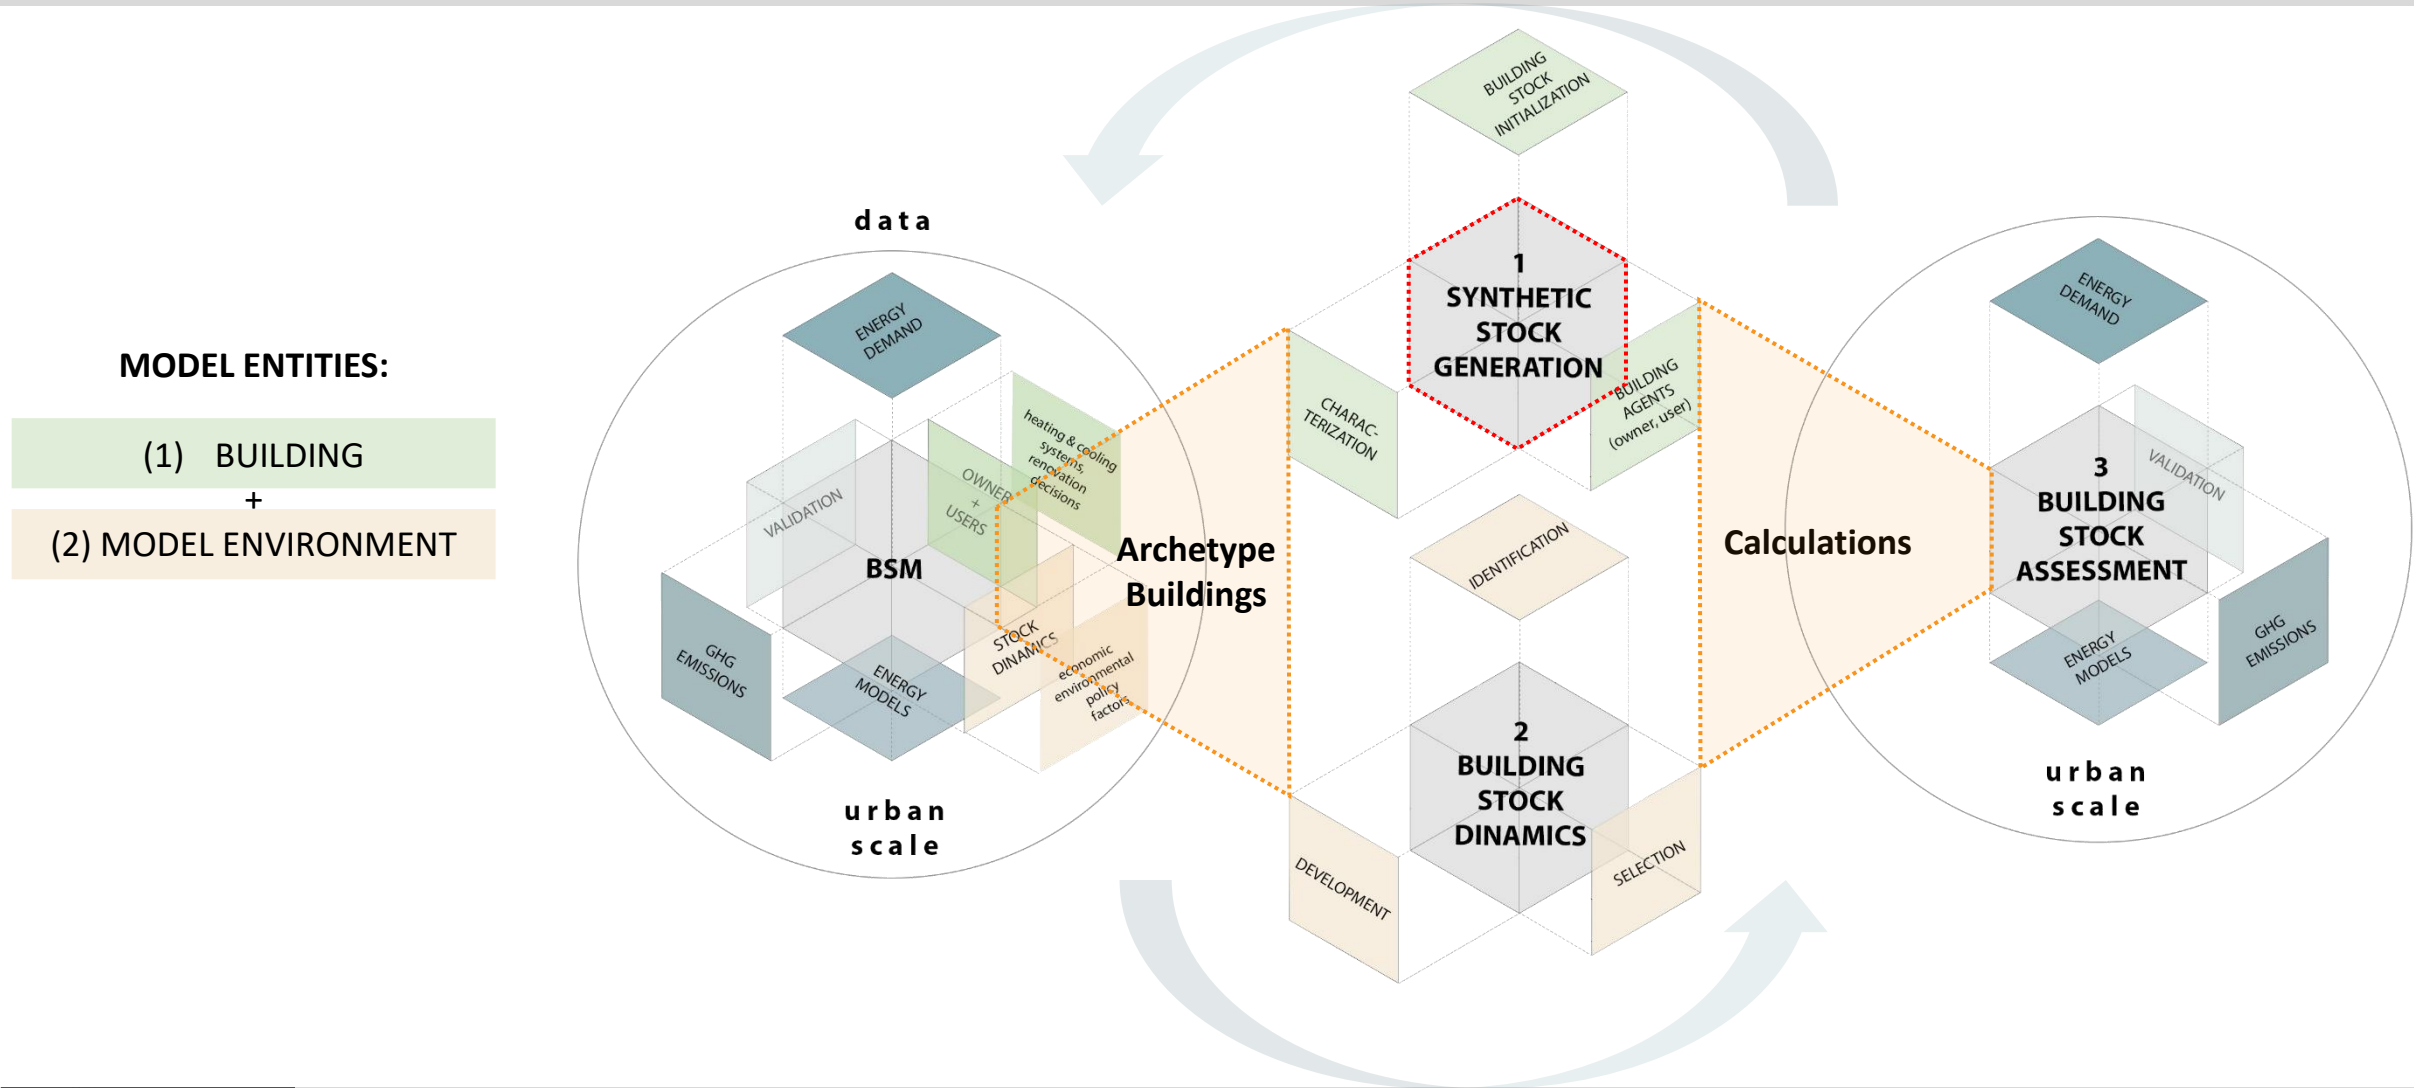 MODEL ENTITIES:
(1) BUILDING
+
(2) MODEL ENVIRONMENT
data
ENERGY
DEMAND
VALIDATION
OWNER
+
USERS
heating & cooling
systems,
renovation
decisions
BSM
GHG
EMISSIONS
ENERGY
MODELS
STOCK
DINAMICS
economic
environmental
policy
factors
urban
scale
Archetype
Buildings
BUILDING
STOCK
INITIALIZATION
1
SYNTHETIC
STOCK
GENERATION
CHARAC-
TERIZATION
BUILDING
AGENTS
(owner, user)
IDENTIFICATION
2
BUILDING
STOCK
DINAMICS
DEVELOPMENT
SELECTION
Calculations
ENERGY
DEMAND
VALIDATION
3
BUILDING
STOCK
ASSESSMENT
ENERGY
MODELS
GHG
EMISSIONS
urban
scale